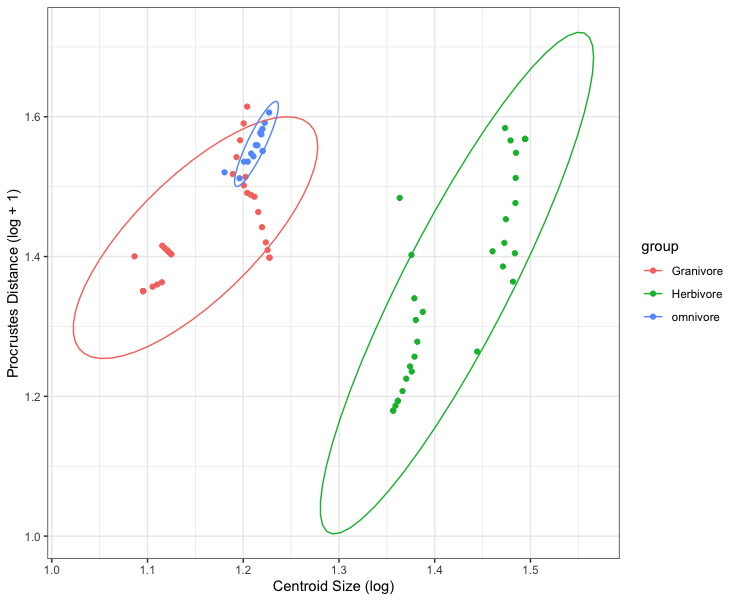 Procrustes Distance (log + 1)
1.6
1.4
1.2
1.0
1.0 1.1 1.2 1.3 1.4 1.5
Centroid Size (log)
group
Granivore
Herbivore
omnivore